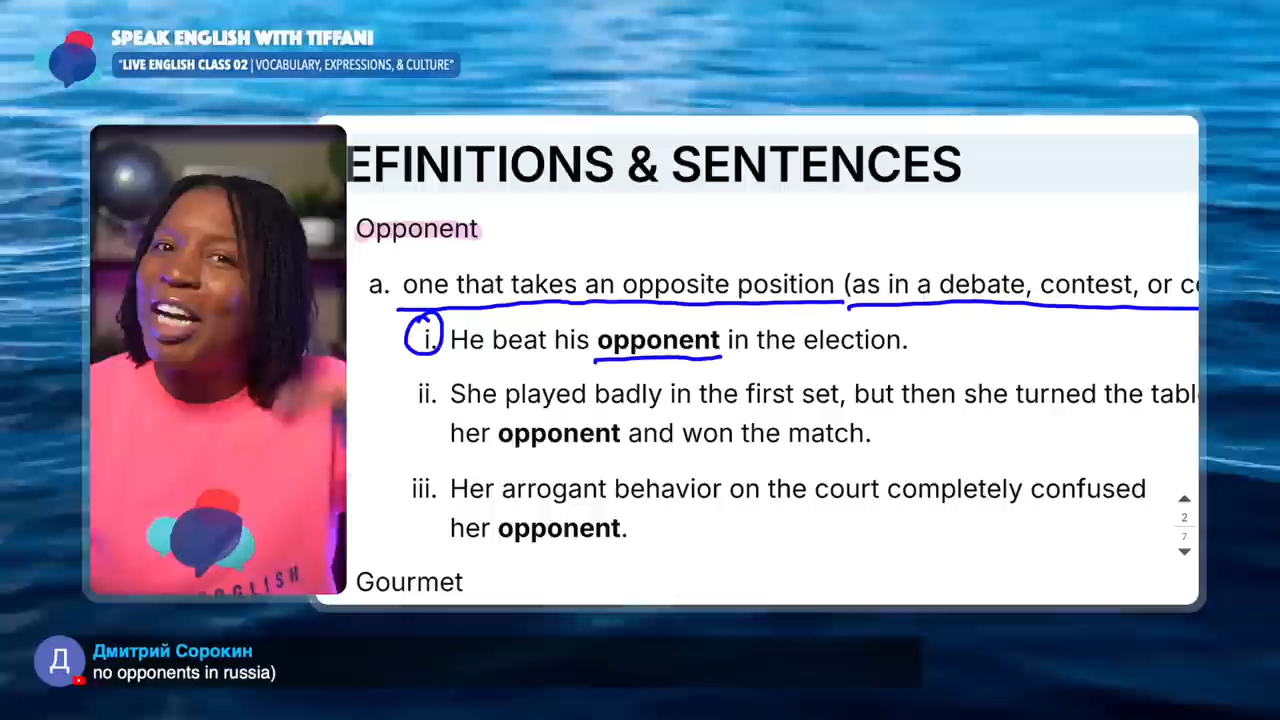 SPEAK ENGLISH WITH TIFFANI
"LIVE ENGLISH CLASS 02 | VOCABULARY, EXPRESSIONS, & CULTURE"
EFINITIONS & SENTENCES
Opponent
a. one that takes an opposite position (as in a debate, contest, or c
i. He beat his opponent in the election.
ii. She played badly in the first set, but then she turned the tabl
her opponent and won the match.
iii. Her arrogant behavior on the court completely confused
her opponent.
2
7
Gourmet
ENGLISH
Д
Дмитрий Сорокин
no opponents in russia)